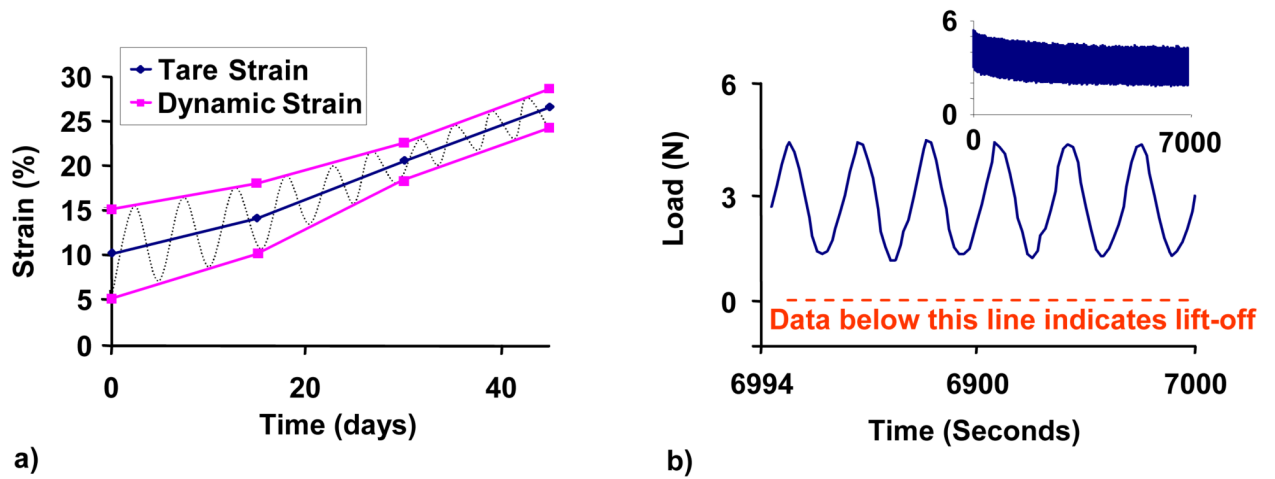 Tare Strain
Dynamic Strain
30
25
20
15
10
5
0
Strain (%)
0 20 40
Time (days)
a)
6
0
0 7000
6
3
0
Load (N)
Data below this line indicates lift-off
6994 6900 7000
Time (Seconds)
b)